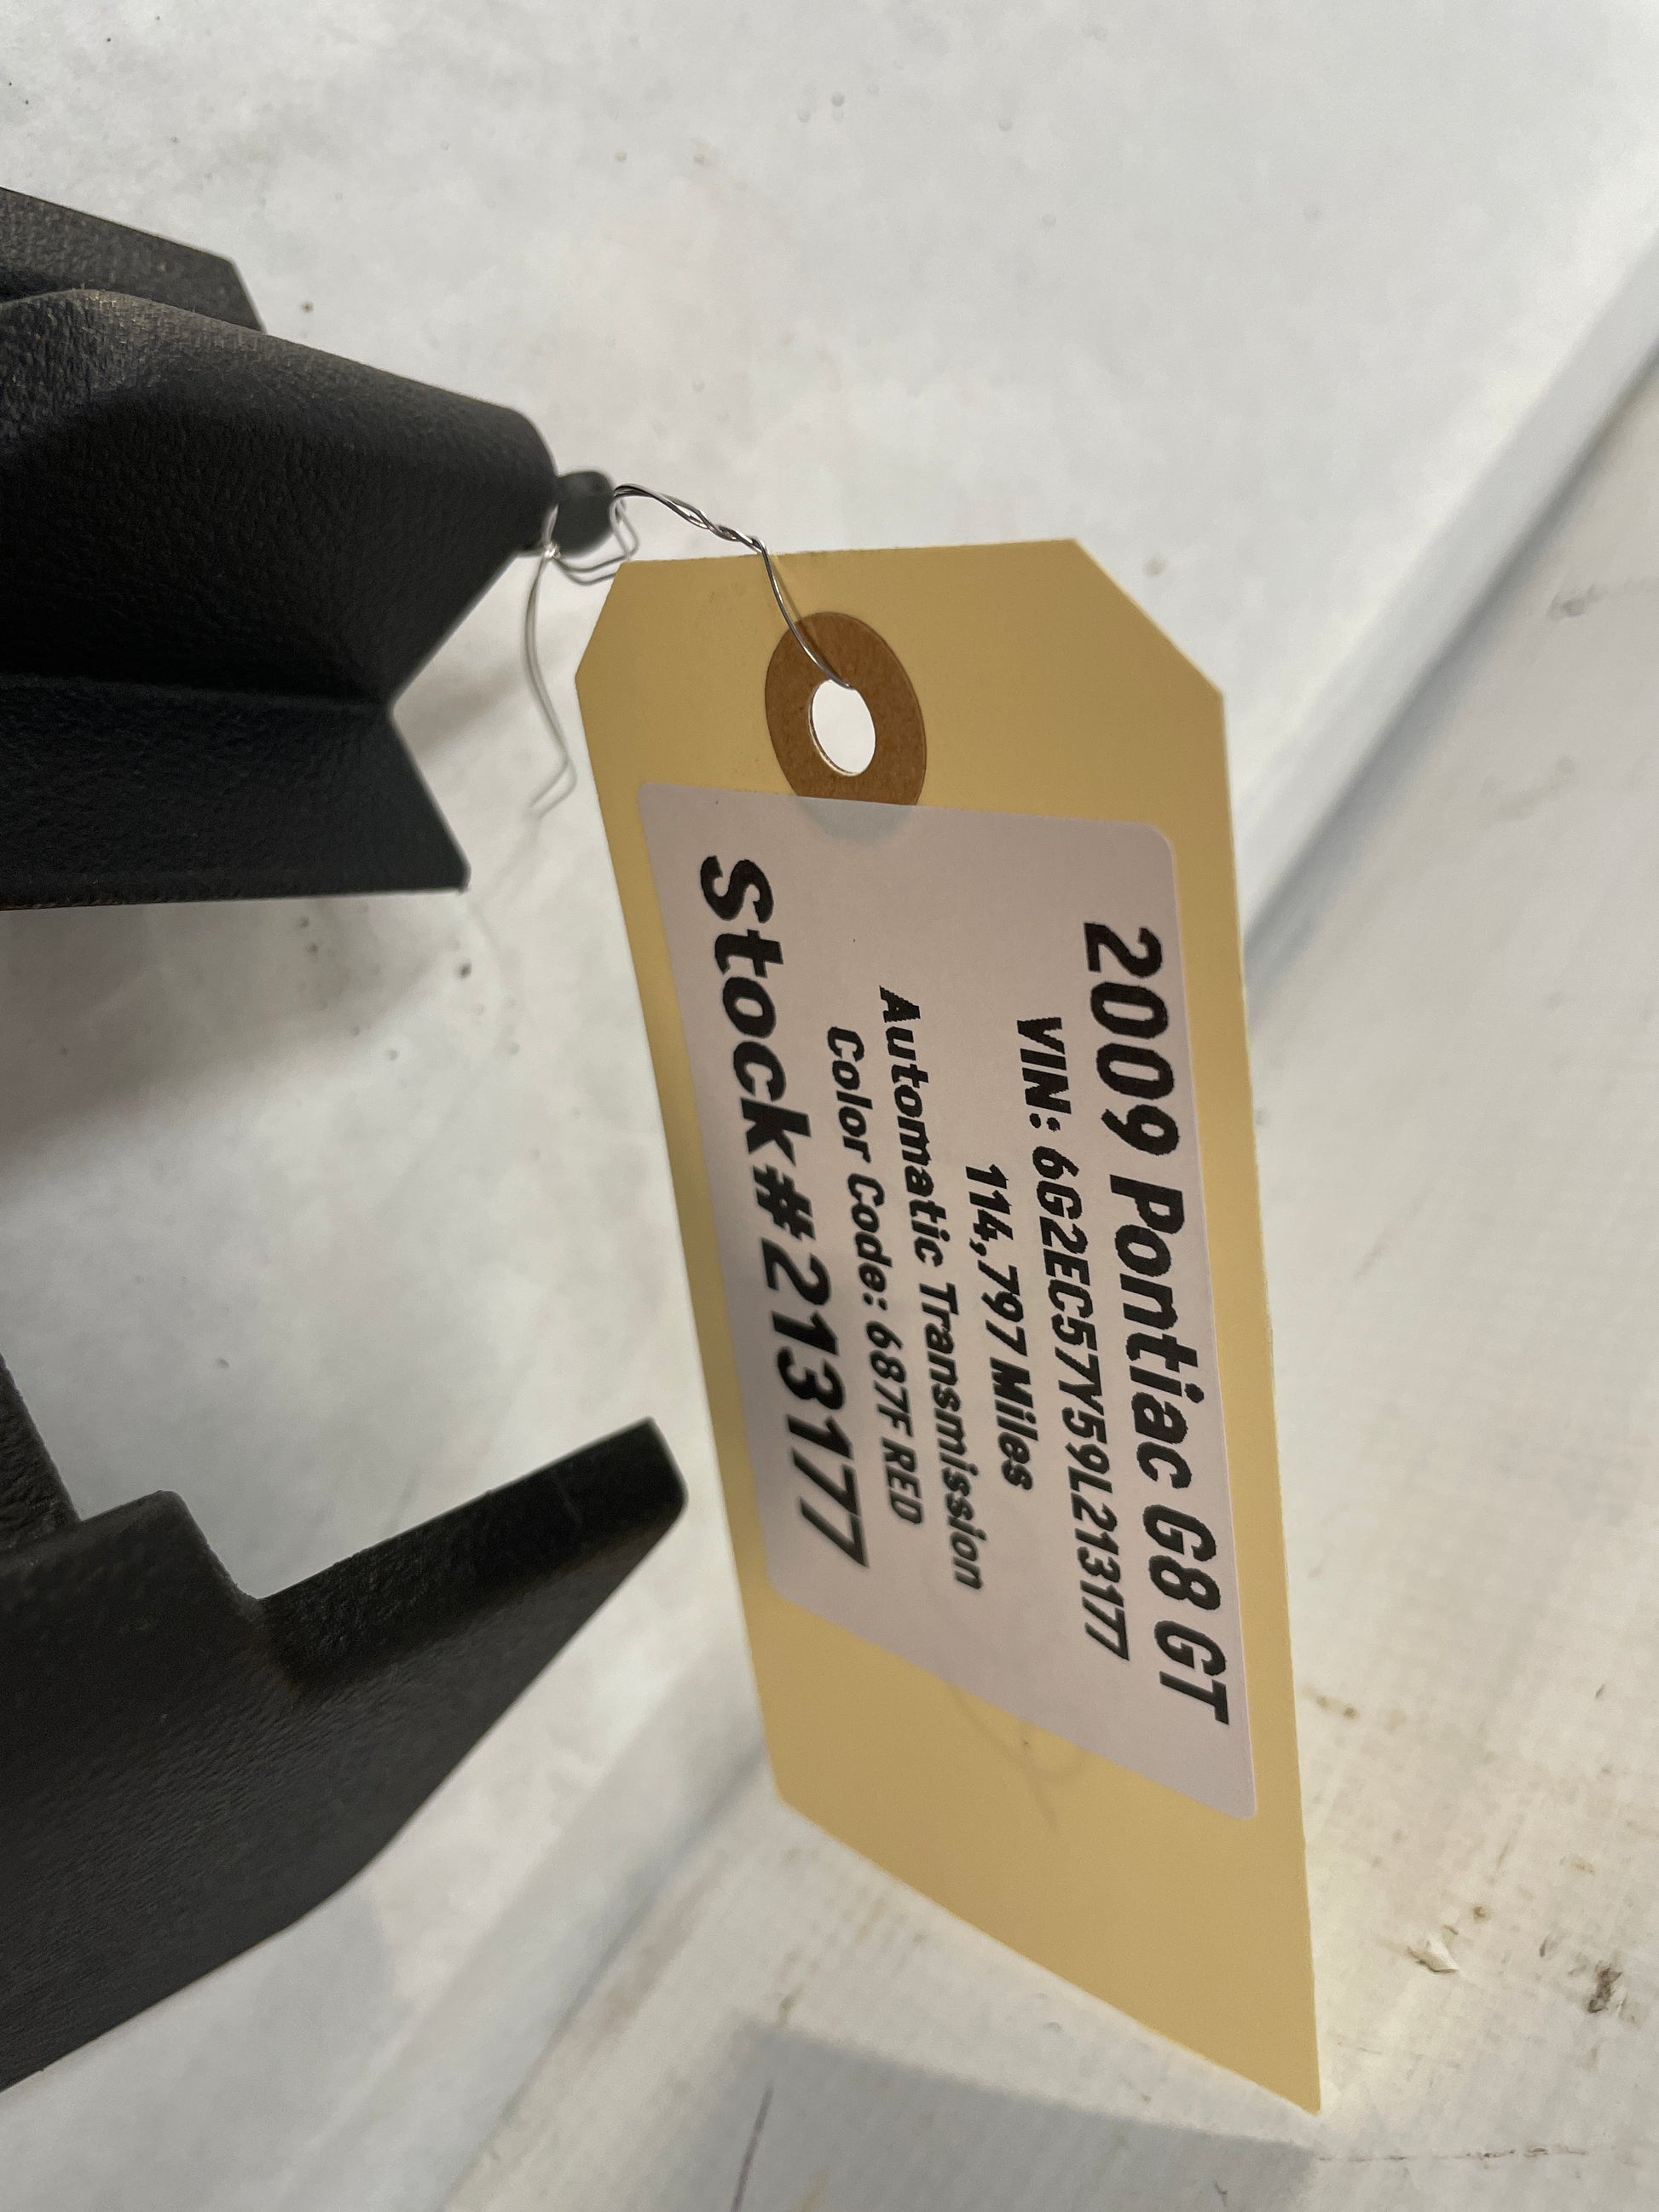 2009 Pontiac G8 GT
VIN: 6G2EC57Y59L213177
114,797 Miles
Automatic Transmission
Color Code: 687F RED
Stock#213177